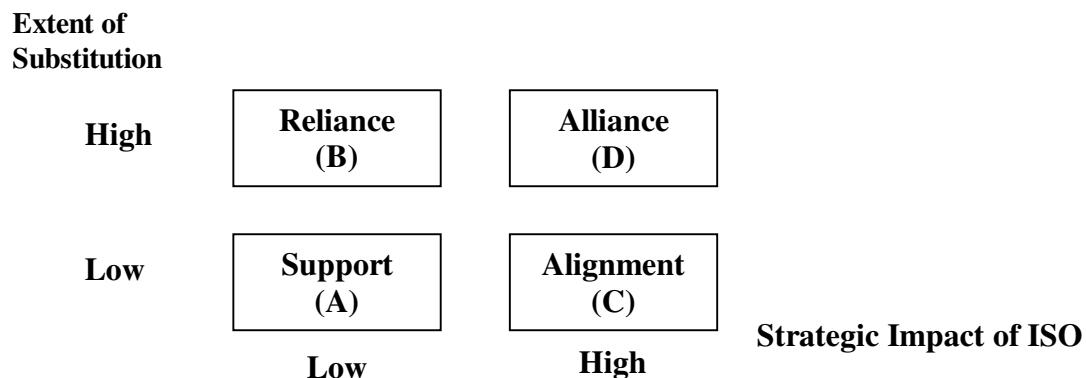 Extent of
Substitution
High
Reliance
(B)
Alliance
(D)
Low
Support
(A)
Alignment
(C)
Strategic Impact of ISO
Low
High